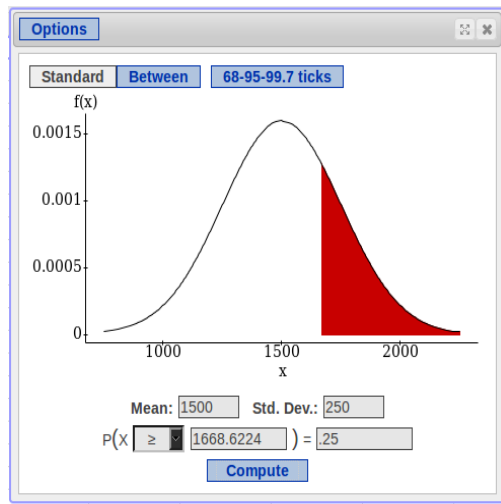 Options
Standard Between 68-95-99.7 ticks
f(x)
0.0015
0.001
0.0005
0
1000 1500 2000
x
Mean: 1500 Std. Dev.: 250
P(X ≥ 1668.6224 ) = .25
Compute